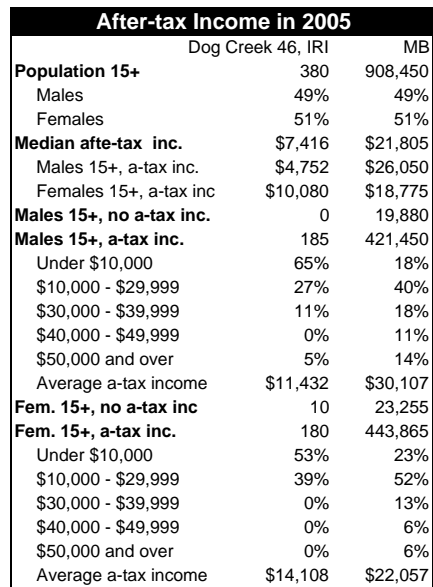 After-tax Income in 2005
Dog Creek 46, IRI MB
Population 15+ 380 908,450
Males 49% 49%
Females 51% 51%
Median afte-tax inc. $7,416 $21,805
Males 15+, a-tax inc. $4,752 $26,050
Females 15+, a-tax inc $10,080 $18,775
Males 15+, no a-tax inc. 0 19,880
Males 15+, a-tax inc. 185 421,450
Under $10,000 65% 18%
$10,000 - $29,999 27% 40%
$30,000 - $39,999 11% 18%
$40,000 - $49,999 0% 11%
$50,000 and over 5% 14%
Average a-tax income $11,432 $30,107
Fem. 15+, no a-tax inc 10 23,255
Fem. 15+, a-tax inc. 180 443,865
Under $10,000 53% 23%
$10,000 - $29,999 39% 52%
$30,000 - $39,999 0% 13%
$40,000 - $49,999 0% 6%
$50,000 and over 0% 6%
Average a-tax income $14,108 $22,057